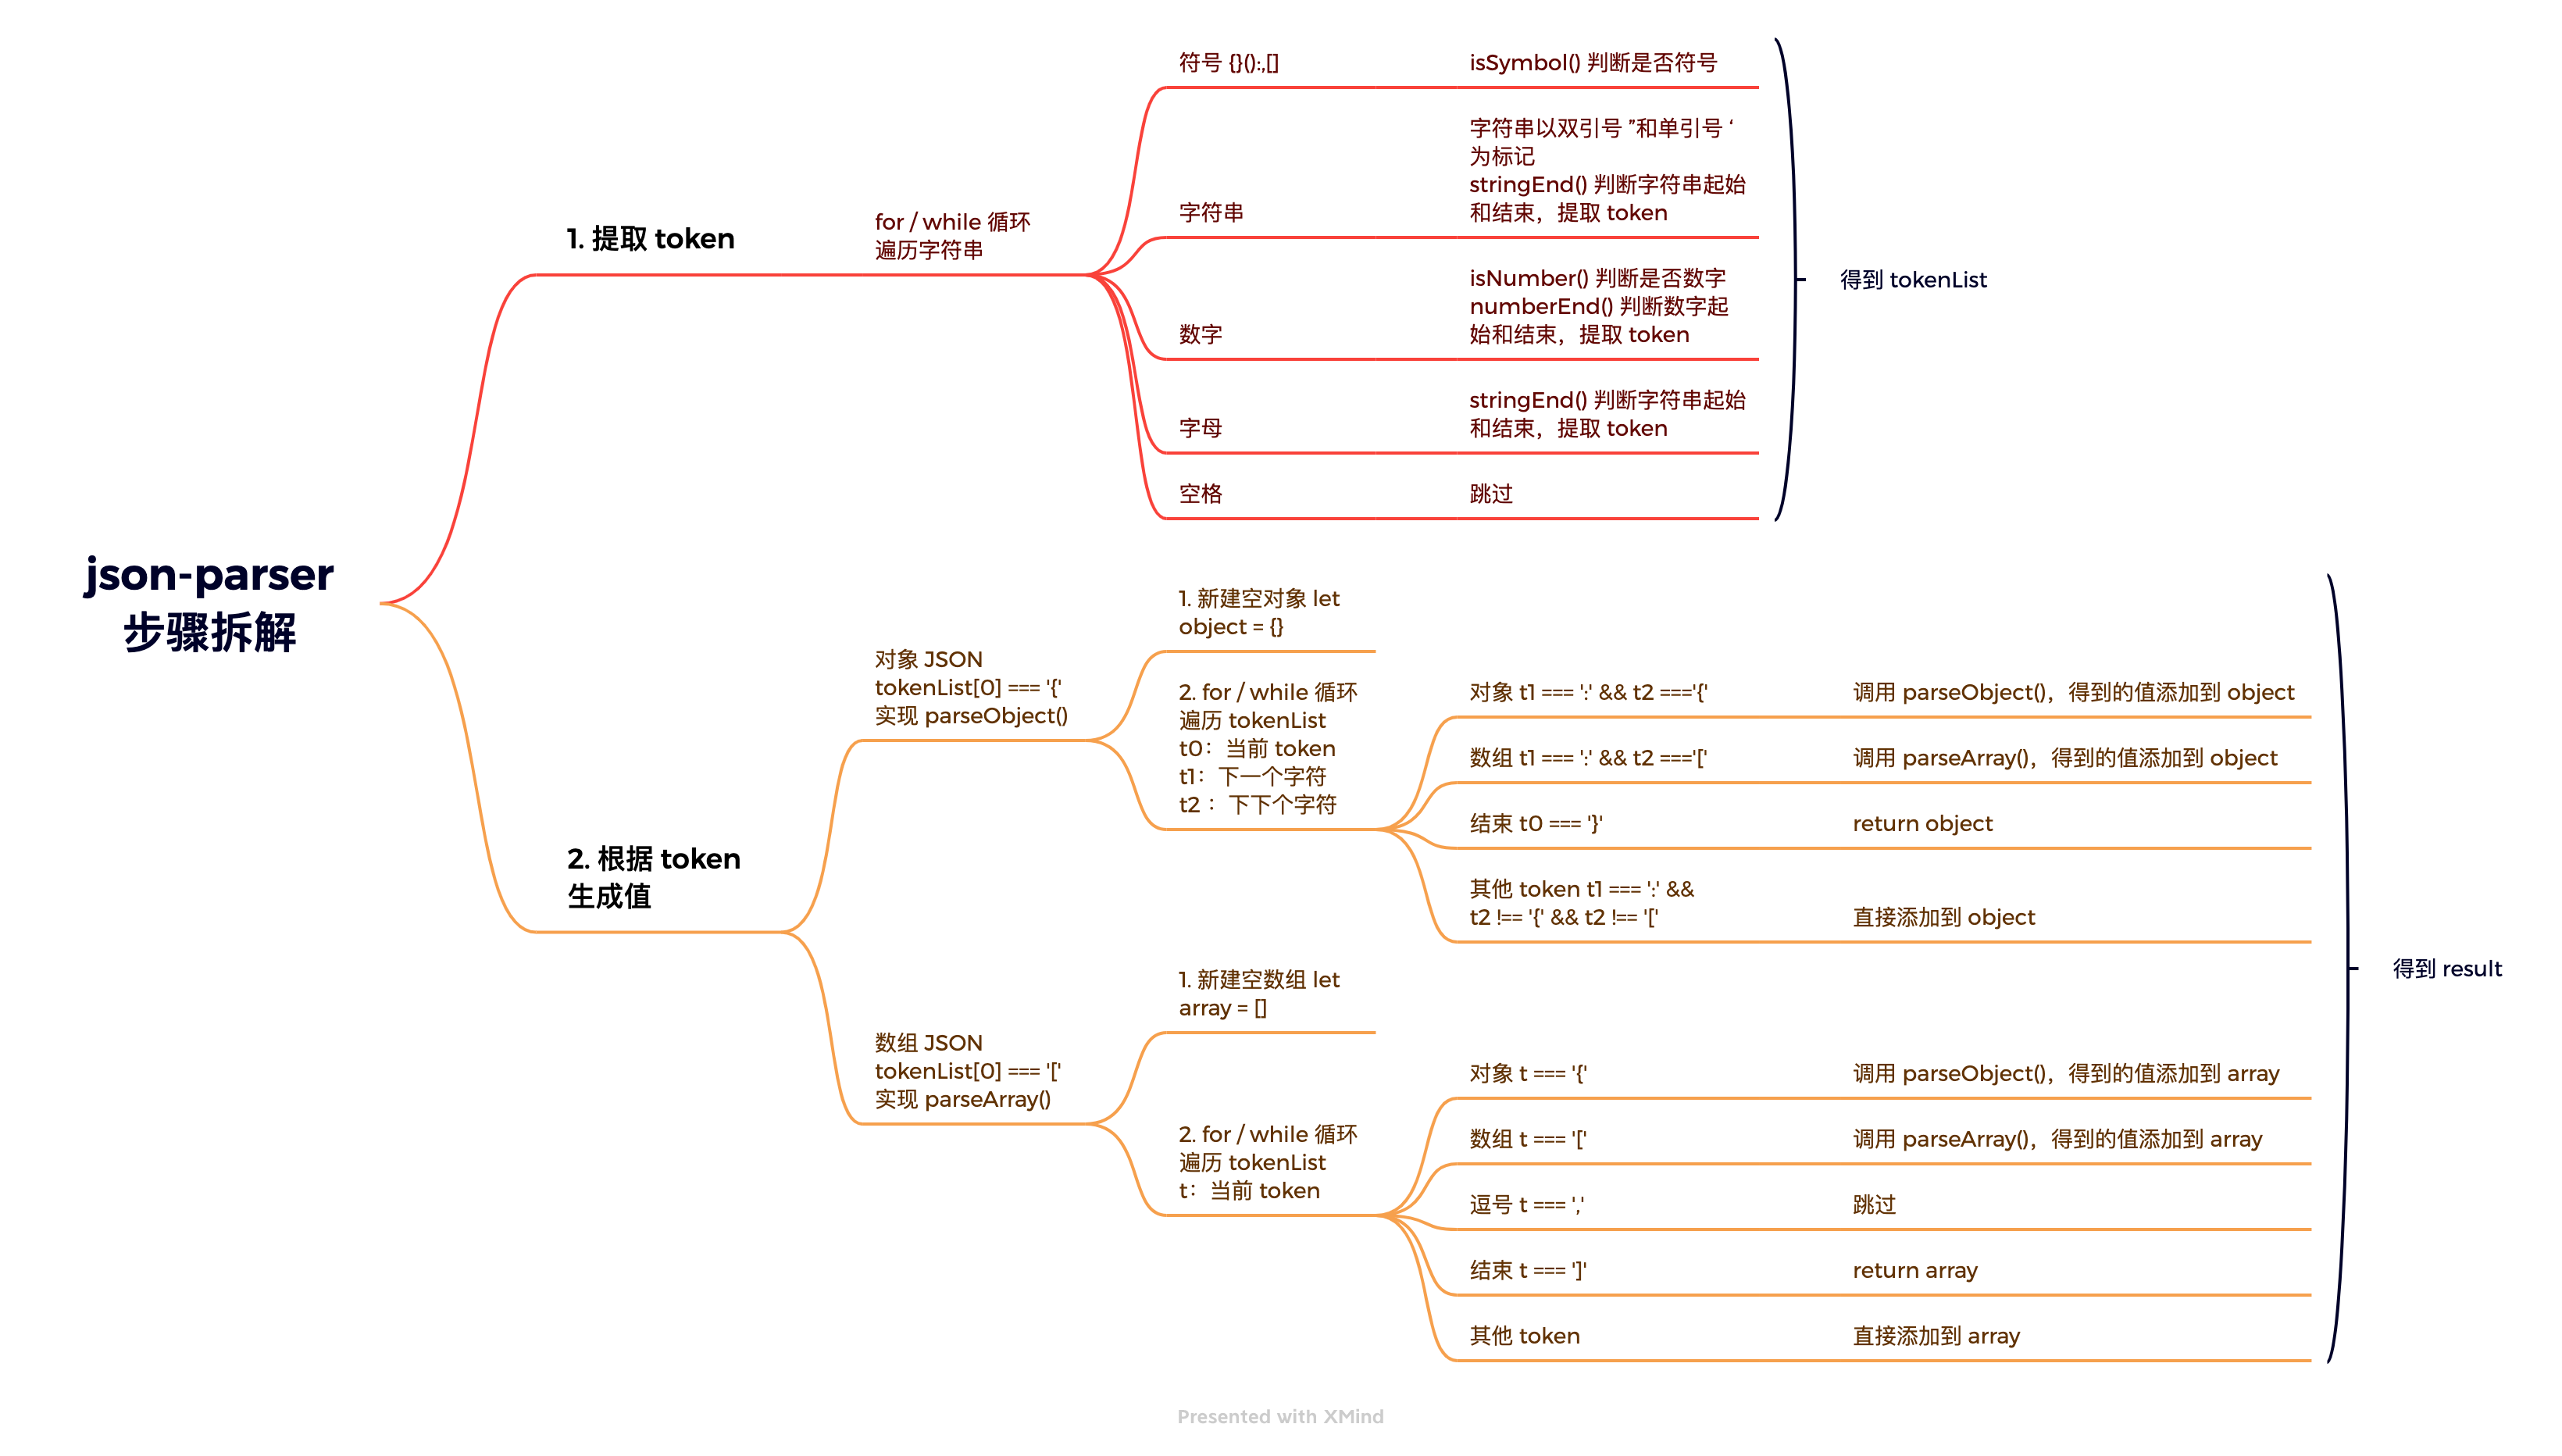 json-parser
步骤拆解
1. 提取 token
for / while 循环
遍历字符串
符号 {}():,[]
isSymbol() 判断是否符号
字符串
字符串以双引号 ”和单引号 ‘
为标记
stringEnd() 判断字符串起始
和结束，提取 token
数字
isNumber() 判断是否数字
numberEnd() 判断数字起
始和结束，提取 token
字母
stringEnd() 判断字符串起始
和结束，提取 token
空格
跳过
得到 tokenList
2. 根据 token
生成值
对象 JSON
tokenList[0] === '{'
实现 parseObject()
1. 新建空对象 let
object = {}
2. for / while 循环
遍历 tokenList
t0：当前 token
t1：下一个字符
t2 ：下下个字符
对象 t1 === ':' && t2 ==='{'
调用 parseObject()，得到的值添加到 object
数组 t1 === ':' && t2 ==='['
调用 parseArray()，得到的值添加到 object
结束 t0 === '}'
return object
其他 token t1 === ':' &&
t2 !== '{' && t2 !== '['
直接添加到 object
数组 JSON
tokenList[0] === '['
实现 parseArray()
1. 新建空数组 let
array = []
2. for / while 循环
遍历 tokenList
t：当前 token
对象 t === '{'
调用 parseObject()，得到的值添加到 array
数组 t === '['
调用 parseArray()，得到的值添加到 array
逗号 t === ','
跳过
结束 t === ']'
return array
其他 token
直接添加到 array
得到 result
Presented with XMind